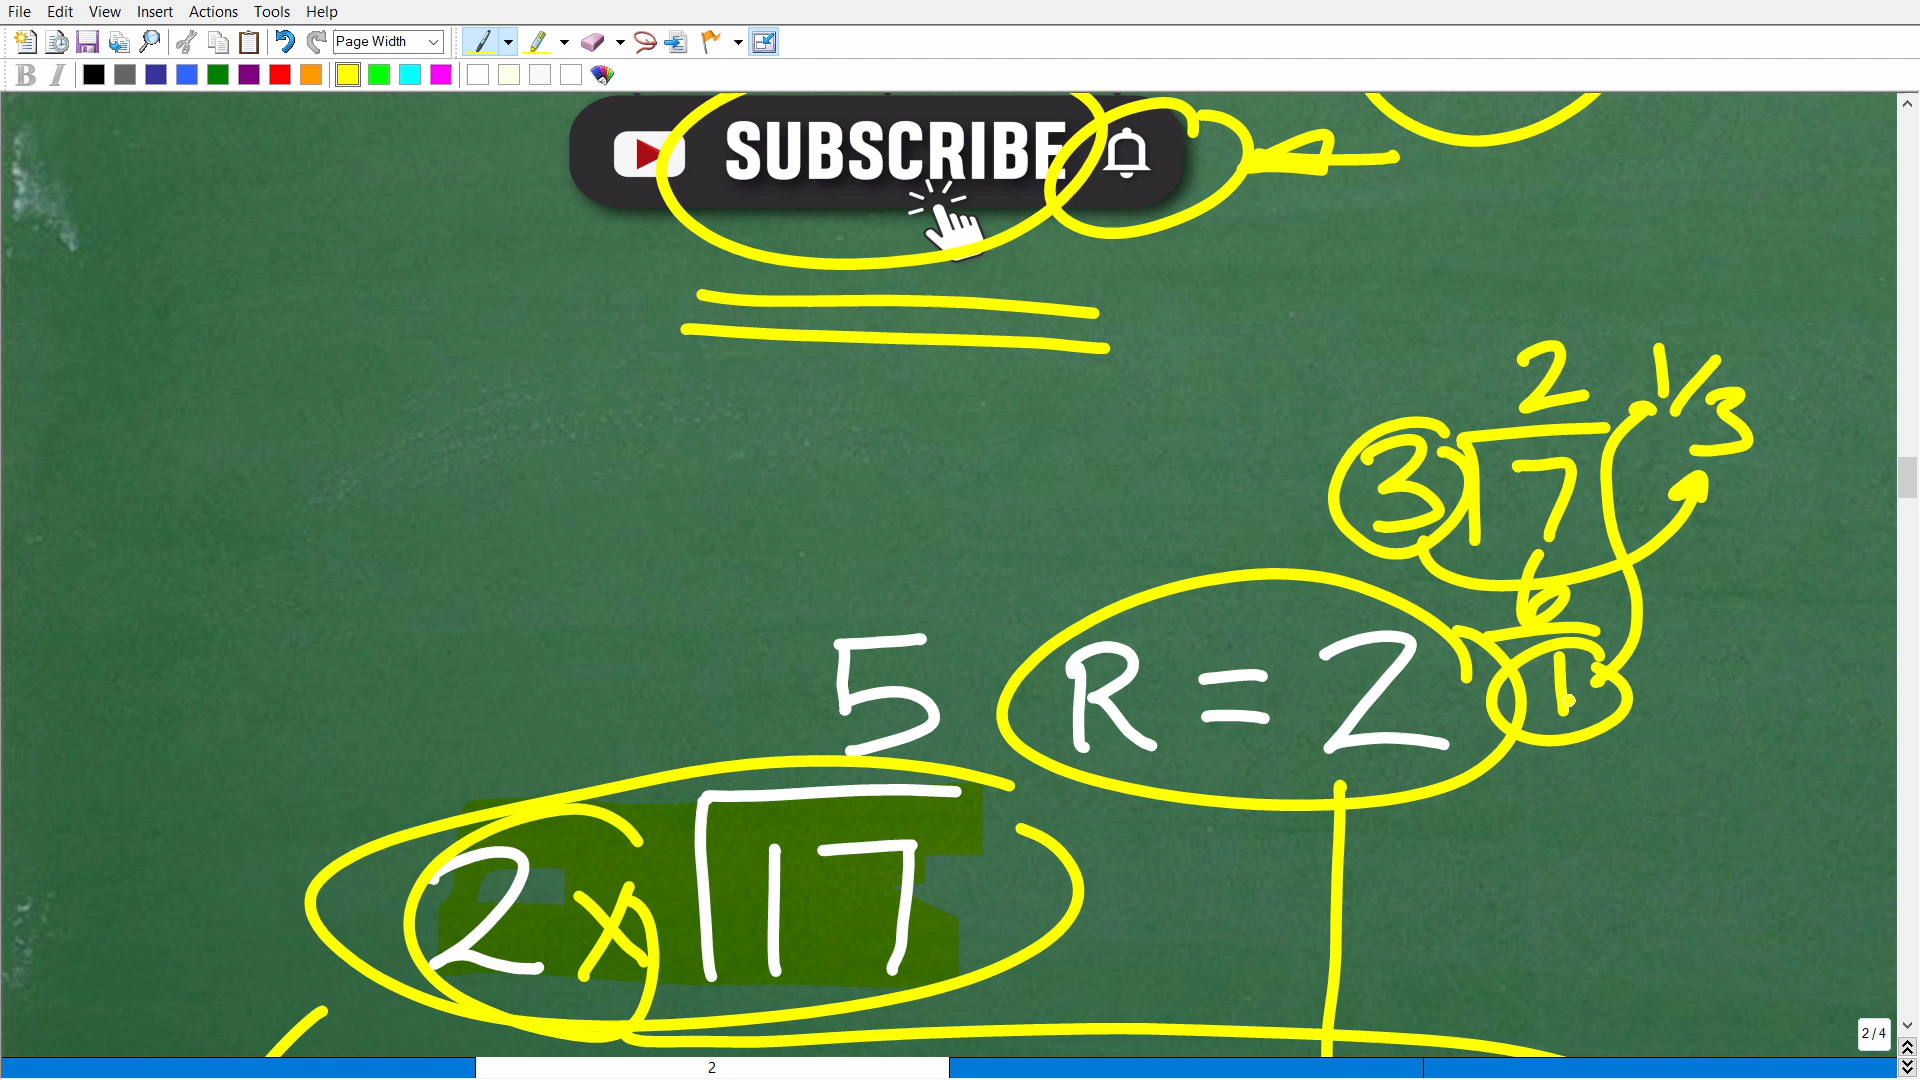 File Edit View Insert Actions Tools Help
Page Width
B I
SUBSCRIBE
2 1/3
3 7
6
1
5 R = 2
2x 17
2 / 4
2